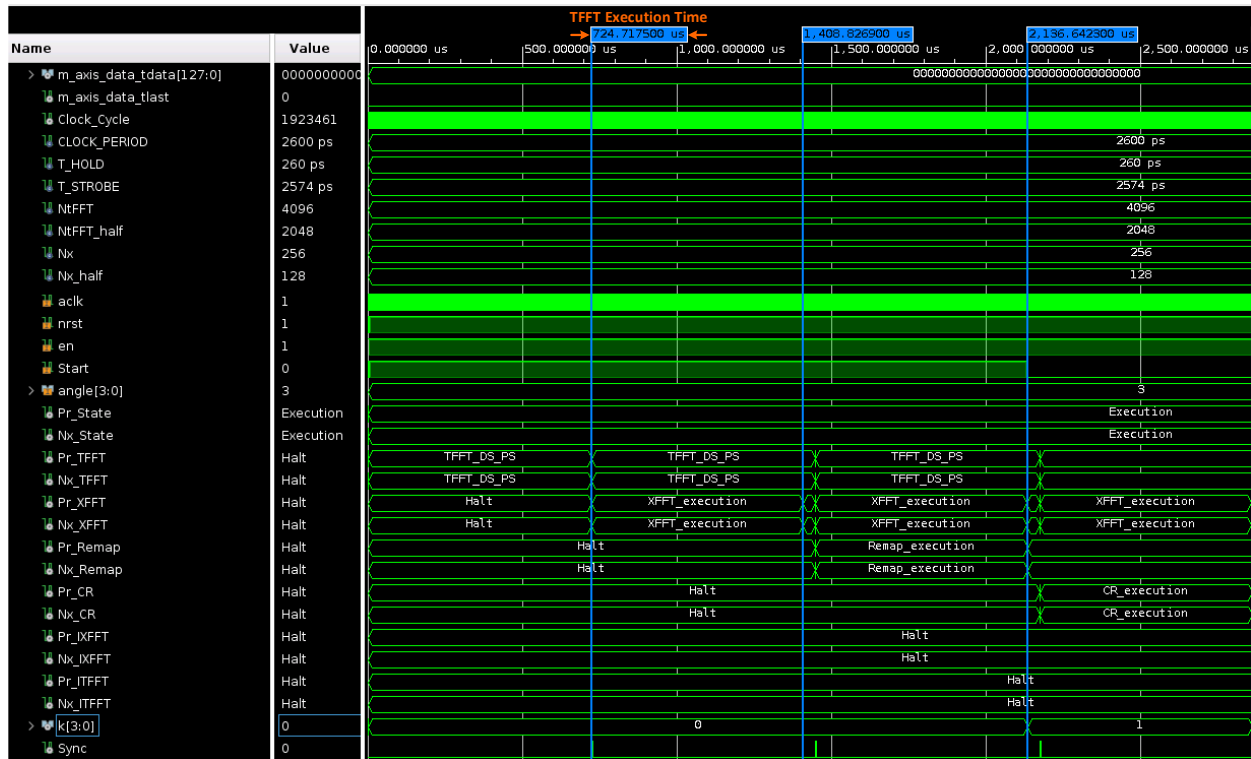 TFFT Execution Time
724.717500 us 1,408.826900 us 2,136.642300 us
Name Value 0.000000 us 500.000000 us 1,000.000000 us 1,500.000000 us 2,000.000000 us 2,500.000000 us
m_axis_data_tdata[127:0] 0000000000 00000000000000000000000000000000
m_axis_data_tlast 0
Clock_Cycle 1923461
CLOCK_PERIOD 2600 ps 2600 ps
T_HOLD 260 ps 260 ps
T_STROBE 2574 ps 2574 ps
NtFFT 4096 4096
NtFFT_half 2048 2048
Nx 256 256
Nx_half 128 128
aclk 1
nrst 1
en 1
Start 0
angle[3:0] 3 3
Pr_State Execution Execution
Nx_State Execution Execution
Pr_TFFT Halt TFFT_DS_PS TFFT_DS_PS TFFT_DS_PS
Nx_TFFT Halt TFFT_DS_PS TFFT_DS_PS TFFT_DS_PS
Pr_XFFT Halt Halt XFFT_execution XFFT_execution XFFT_execution
Nx_XFFT Halt Halt XFFT_execution XFFT_execution XFFT_execution
Pr_Remap Halt Halt Remap_execution
Nx_Remap Halt Halt Remap_execution
Pr_CR Halt Halt CR_execution
Nx_CR Halt Halt CR_execution
Pr_IXFFT Halt Halt
Nx_IXFFT Halt Halt
Pr_ITFFT Halt Halt
Nx_ITFFT Halt Halt
k[3:0] 0 0 1
Sync 0